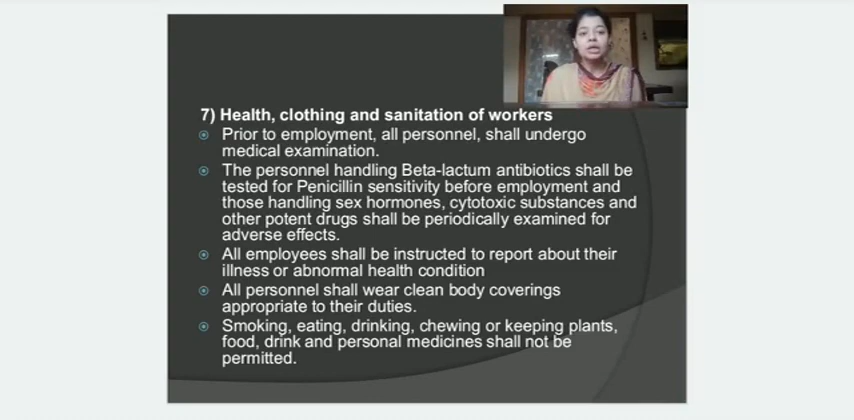 7) Health, clothing and sanitation of workers
Prior to employment, all personnel, shall undergo
medical examination.
The personnel handling Beta-lactum antibiotics shall be
tested for Penicillin sensitivity before employment and
those handling sex hormones, cytotoxic substances and
other potent drugs shall be periodically examined for
adverse effects.
All employees shall be instructed to report about their
illness or abnormal health condition
All personnel shall wear clean body coverings
appropriate to their duties.
Smoking, eating, drinking, chewing or keeping plants,
food, drink and personal medicines shall not be
permitted.